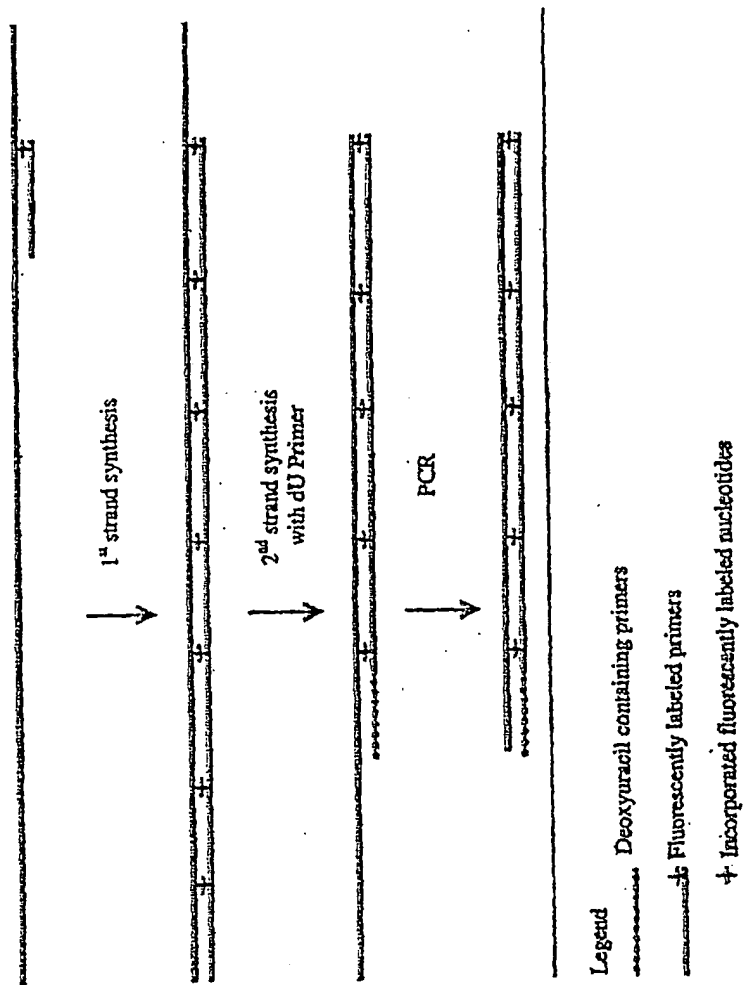 1st strand synthesis
2nd strand synthesis
with dU Primer
PCR
Legend
Deoxyuracil containing primers
Fluorescently labeled primers
Incorporated fluorescently labeled nucleotides